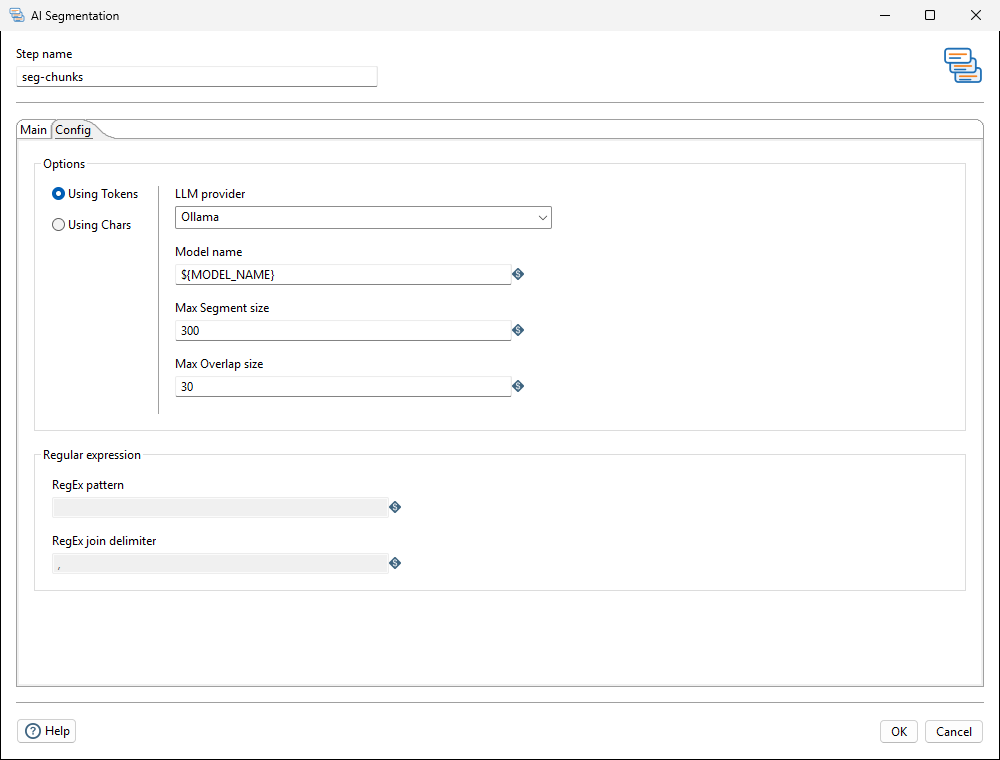 AI Segmentation
Step name
seg-chunks
Main Config
Options
Using Tokens
Using Chars
LLM provider
Ollama
Model name
${MODEL_NAME}
Max Segment size
300
Max Overlap size
30
Regular expression
RegEx pattern
RegEx join delimiter
,
Help
OK Cancel